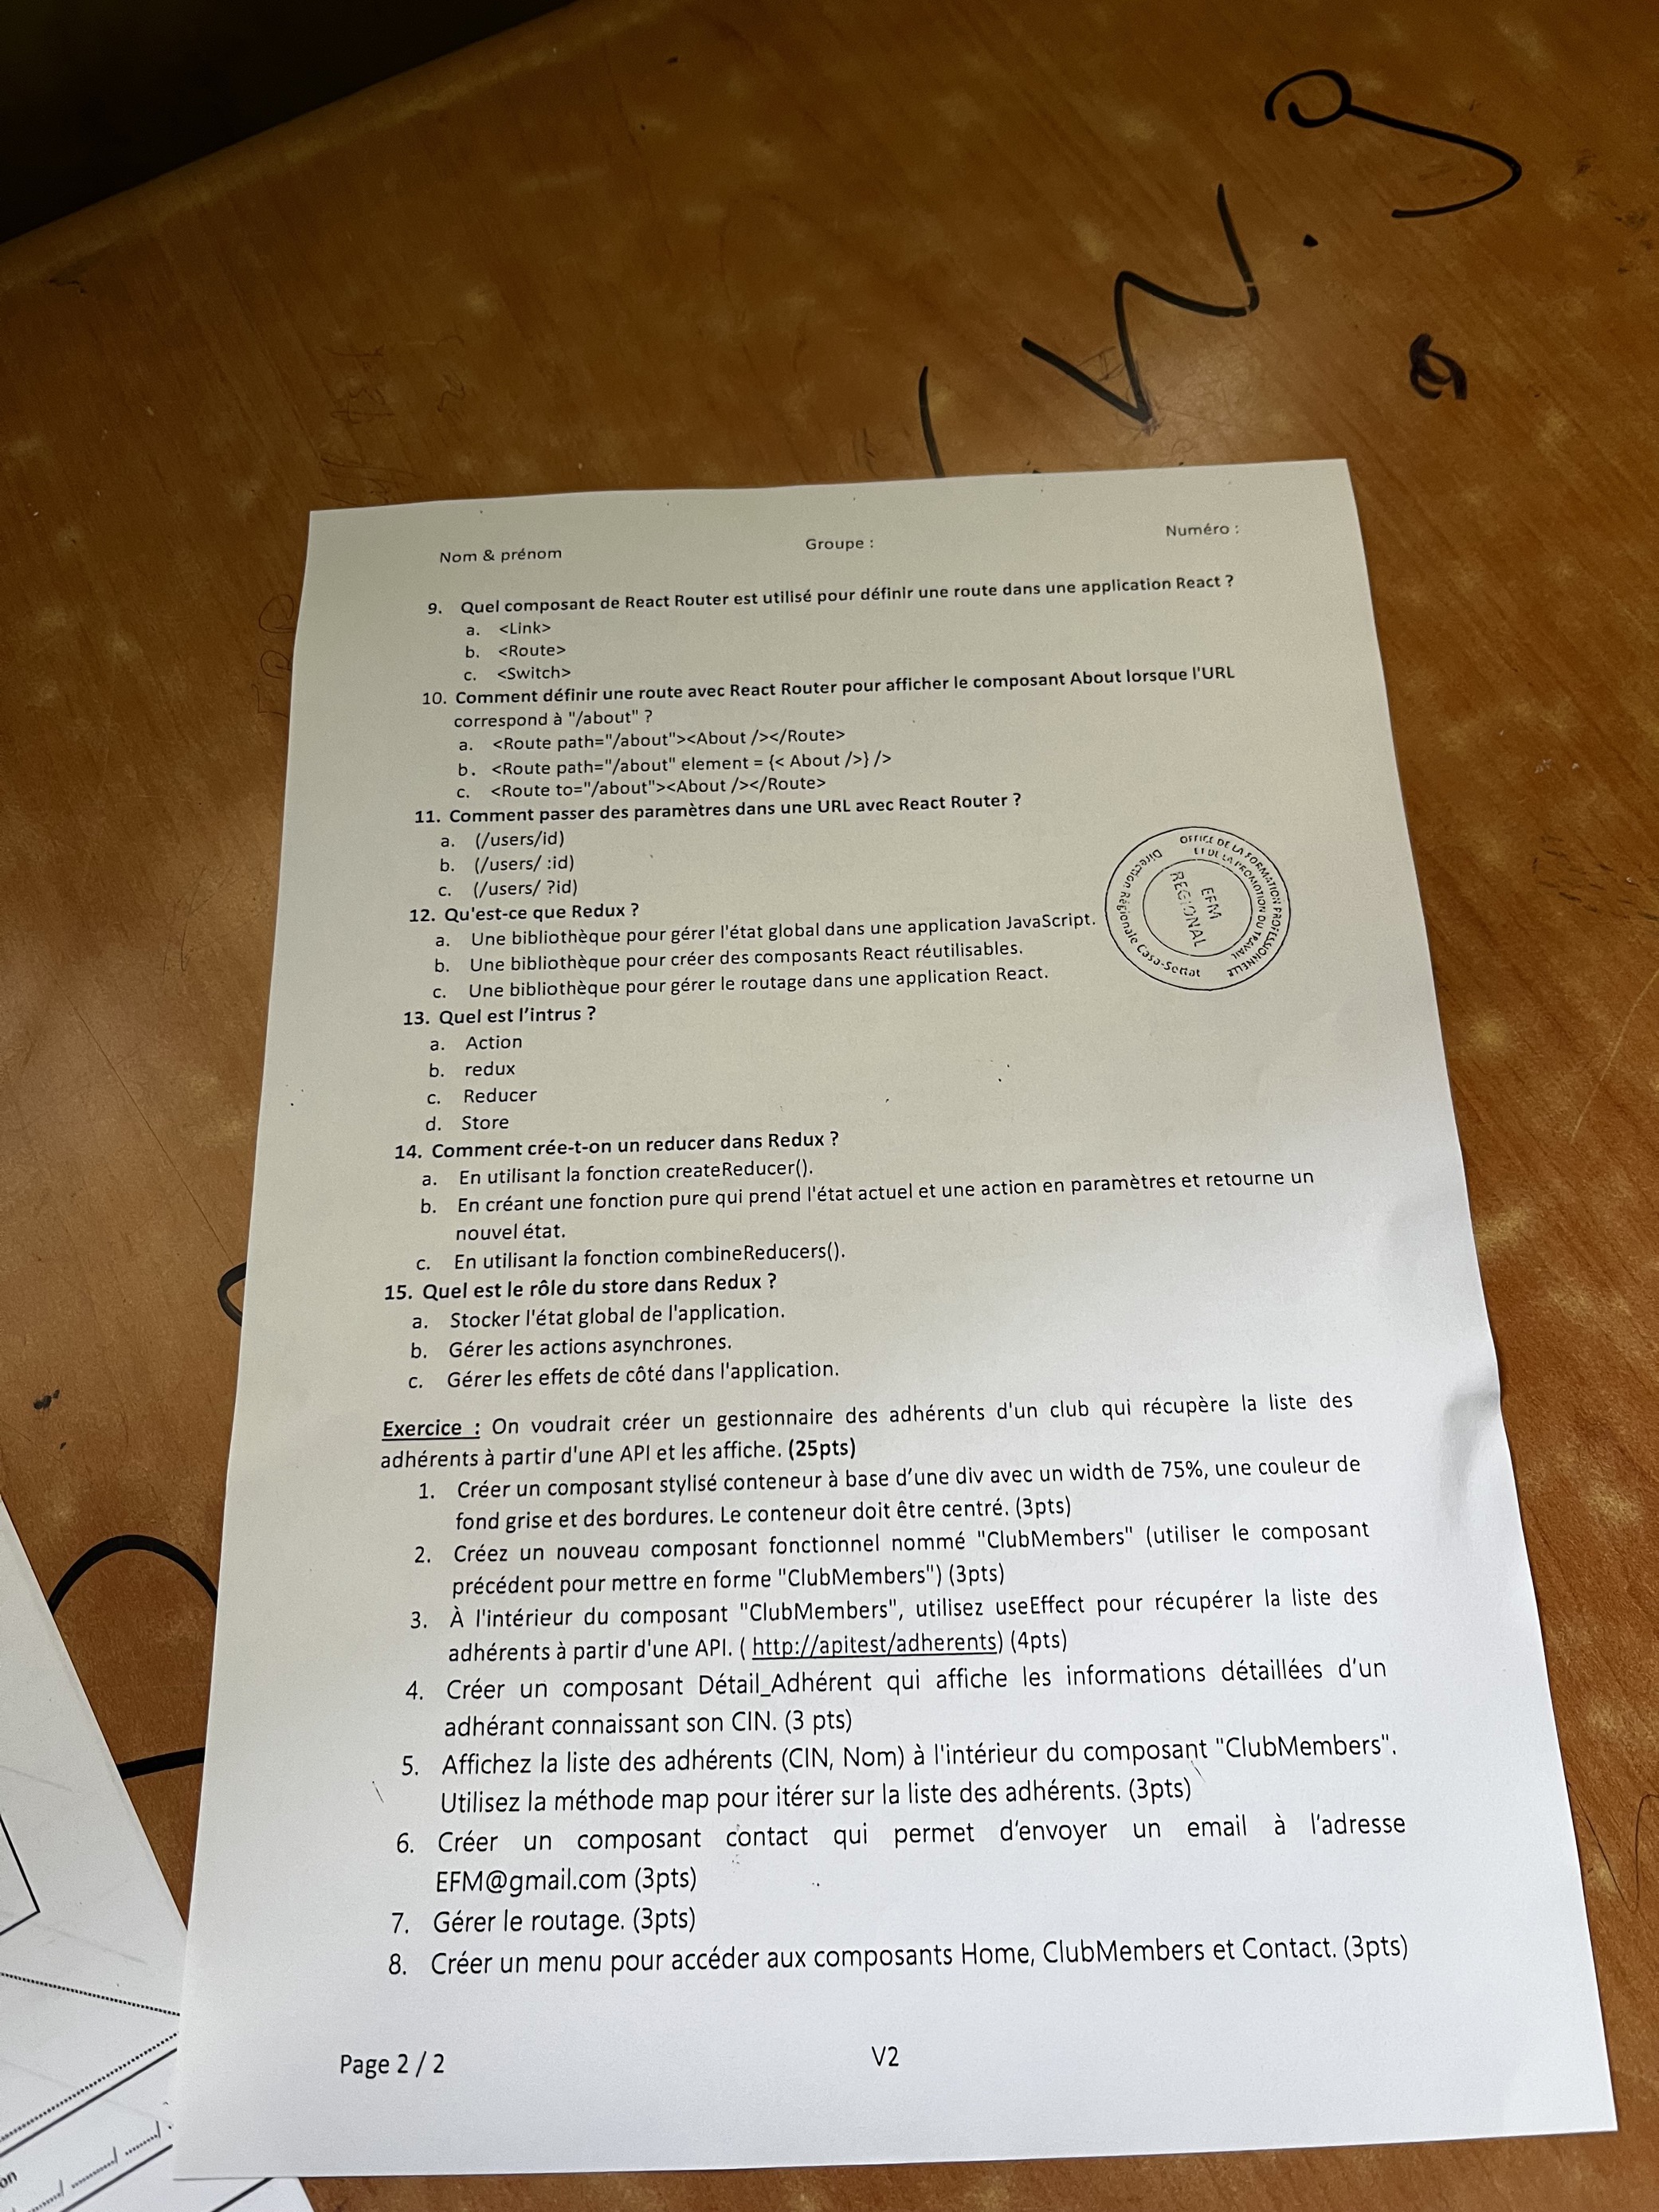 W.g
Nom & prénom
Groupe :
Numéro :
9. Quel composant de React Router est utilisé pour définir une route dans une application React ?
a. <Link>
b. <Route>
c. <Switch>
10. Comment définir une route avec React Router pour afficher le composant About lorsque l'URL
correspond à "/about" ?
a. <Route path="/about"><About /></Route>
b. <Route path="/about" element = {< About />} />
c. <Route to="/about"><About /></Route>
11. Comment passer des paramètres dans une URL avec React Router ?
a. (/users/id)
b. (/users/ :id)
c. (/users/ ?id)
12. Qu'est-ce que Redux ?
a. Une bibliothèque pour gérer l'état global dans une application JavaScript.
b. Une bibliothèque pour créer des composants React réutilisables.
c. Une bibliothèque pour gérer le routage dans une application React.
OFFICE DE LA FORMATION PROFESSIONNELLE
ET DE LA PROMOTION DU TRAVAIL
Direction Régionale Casa-Settat
EFM
REGIONAL
13. Quel est l’intrus ?
a. Action
b. redux
c. Reducer
d. Store
14. Comment crée-t-on un reducer dans Redux ?
a. En utilisant la fonction createReducer().
b. En créant une fonction pure qui prend l'état actuel et une action en paramètres et retourne un
nouvel état.
c. En utilisant la fonction combineReducers().
15. Quel est le rôle du store dans Redux ?
a. Stocker l'état global de l'application.
b. Gérer les actions asynchrones.
c. Gérer les effets de côté dans l'application.
Exercice : On voudrait créer un gestionnaire des adhérents d'un club qui récupère la liste des
adhérents à partir d'une API et les affiche. (25pts)
1. Créer un composant stylisé conteneur à base d’une div avec un width de 75%, une couleur de
fond grise et des bordures. Le conteneur doit être centré. (3pts)
2. Créez un nouveau composant fonctionnel nommé "ClubMembers" (utiliser le composant
précédent pour mettre en forme "ClubMembers") (3pts)
3. À l'intérieur du composant "ClubMembers", utilisez useEffect pour récupérer la liste des
adhérents à partir d'une API. ( http://apitest/adherents) (4pts)
4. Créer un composant Détail_Adhérent qui affiche les informations détaillées d’un
adhérant connaissant son CIN. (3 pts)
5. Affichez la liste des adhérents (CIN, Nom) à l'intérieur du composant "ClubMembers".
Utilisez la méthode map pour itérer sur la liste des adhérents. (3pts)
6. Créer un composant contact qui permet d’envoyer un email à l’adresse
EFM@gmail.com (3pts)
7. Gérer le routage. (3pts)
8. Créer un menu pour accéder aux composants Home, ClubMembers et Contact. (3pts)
Page 2 / 2
V2
on